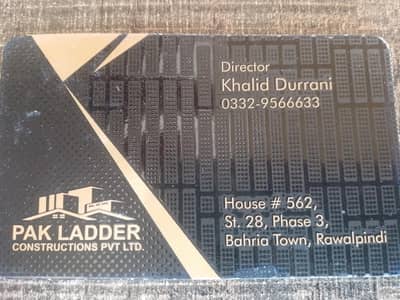 Director
Khalid Durrani
0332-9566633
PAK LADDER
CONSTRUCTIONS PVT LTD.
House # 562,
St. 28, Phase 3,
Bahria Town, Rawalpindi